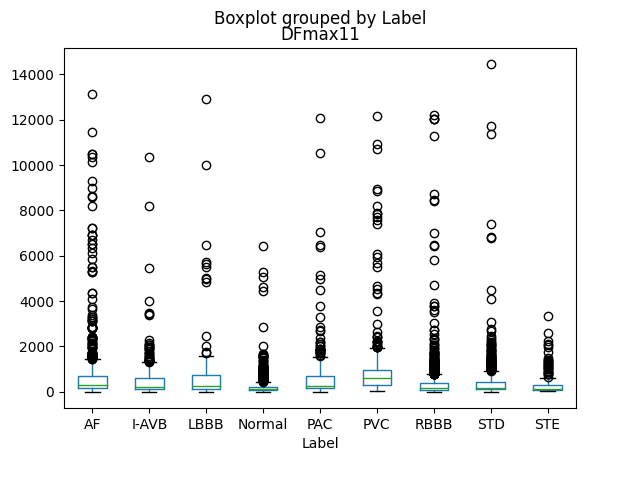 Boxplot grouped by Label
DFmax11
14000
12000
10000
8000
6000
4000
2000
0
AF I-AVB LBBB Normal PAC PVC RBBB STD STE
Label